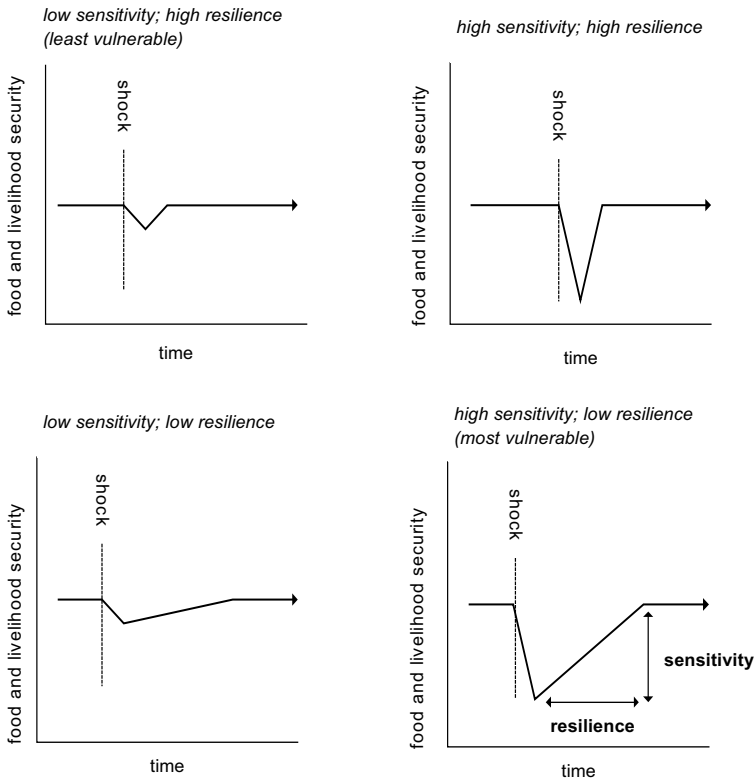 low sensitivity; high resilience
(least vulnerable)
shock
food and livelihood security
time
high sensitivity; high resilience
shock
food and livelihood security
time
low sensitivity; low resilience
shock
food and livelihood security
time
high sensitivity; low resilience
(most vulnerable)
shock
food and livelihood security
sensitivity
resilience
time